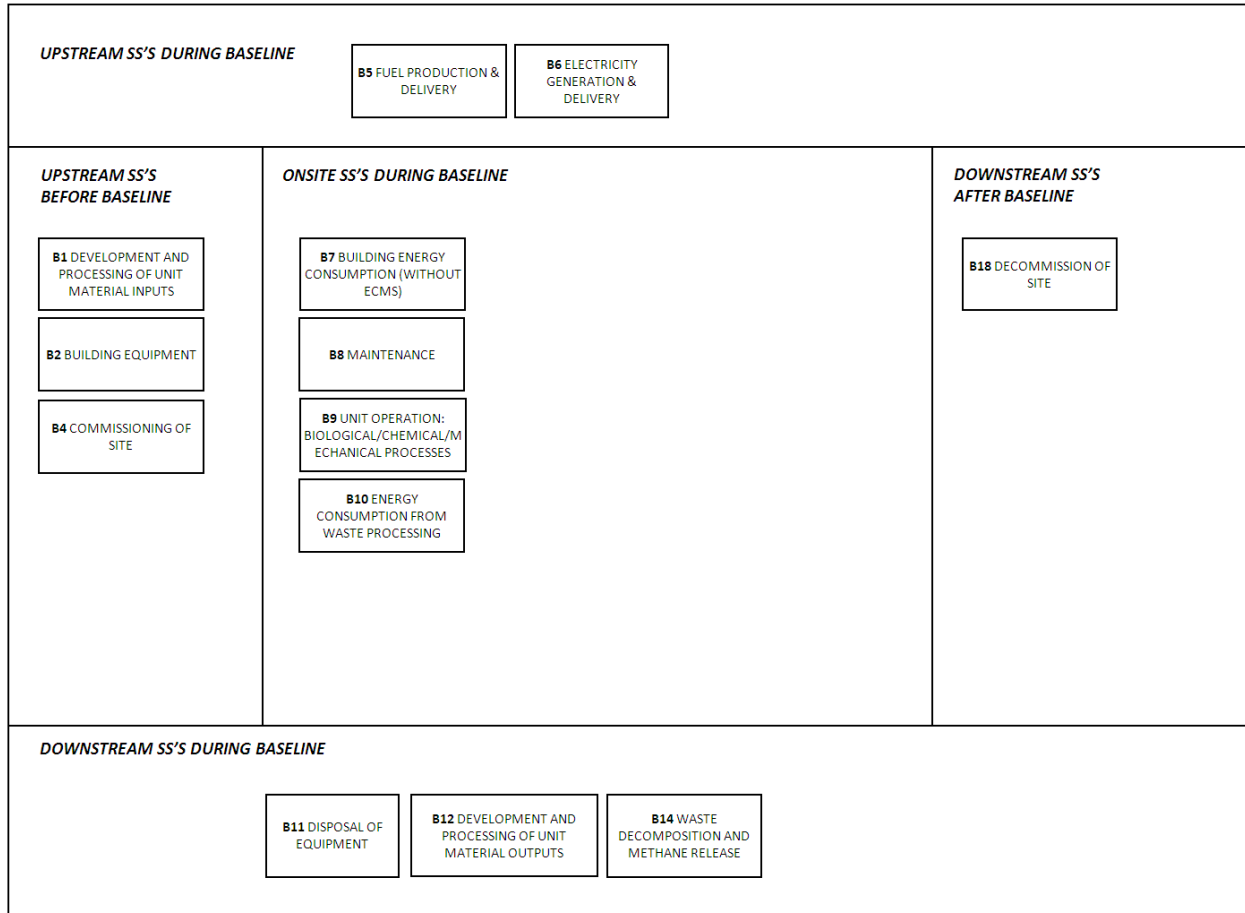 UPSTREAM SS'S DURING BASELINE
B5 FUEL PRODUCTION &
DELIVERY
B6 ELECTRICITY
GENERATION &
DELIVERY
UPSTREAM SS'S
BEFORE BASELINE
B1 DEVELOPMENT AND
PROCESSING OF UNIT
MATERIAL INPUTS
B2 BUILDING EQUIPMENT
B4 COMMISSIONING OF
SITE
ONSITE SS'S DURING BASELINE
B7 BUILDING ENERGY
CONSUMPTION (WITHOUT
ECMS)
B8 MAINTENANCE
B9 UNIT OPERATION:
BIOLOGICAL/CHEMICAL/M
ECHANICAL PROCESSES
B10 ENERGY
CONSUMPTION FROM
WASTE PROCESSING
DOWNSTREAM SS'S
AFTER BASELINE
B18 DECOMMISSION OF
SITE
DOWNSTREAM SS'S DURING BASELINE
B11 DISPOSAL OF
EQUIPMENT
B12 DEVELOPMENT AND
PROCESSING OF UNIT
MATERIAL OUTPUTS
B14 WASTE
DECOMPOSITION AND
METHANE RELEASE